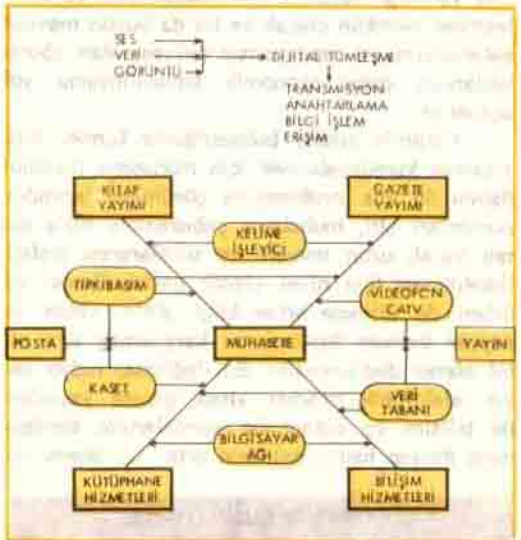 SES
VERİ
GÖRÜNTÜ
DİJİTAL TÜMLEŞME
TRANSMİSYON
ANAHTARLAMA
BİLGİ İŞLEM
ERİŞİM
KİTAP
YAYIMI
GAZETE
YAYIMI
KELİME
İŞLEYİCİ
TIPKIBASIM
VİDEOFON
CATV
POSTA
MUHABERE
YAYIN
KASET
VERİ
TABANI
BİLGİSAYAR
AĞI
KÜTÜPHANE
HİZMETLERİ
BİLİŞİM
HİZMETLERİ